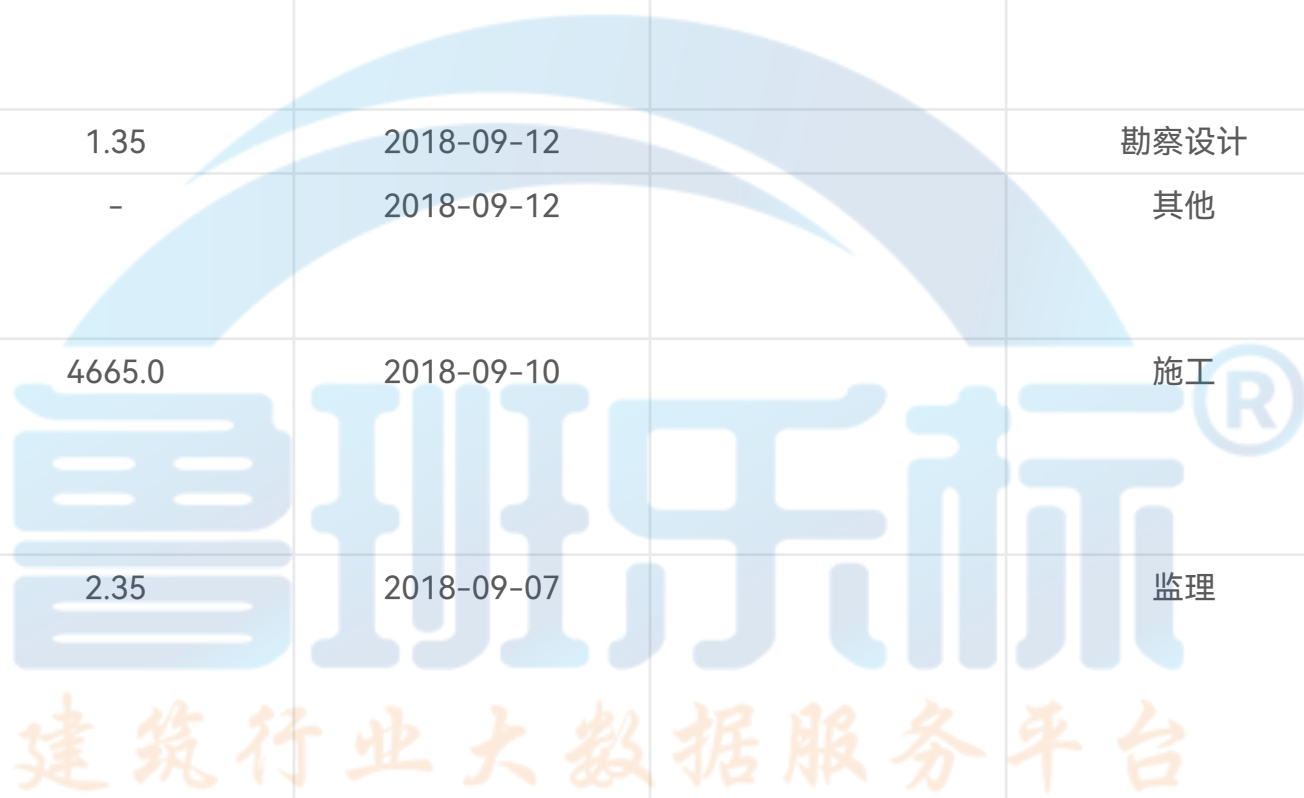 1.35 2018-09-12 勘察设计
- 2018-09-12 其他
4665.0 2018-09-10 施工
鲁班乐标®
2.35 2018-09-07 监理
建筑行业大数据服务平台